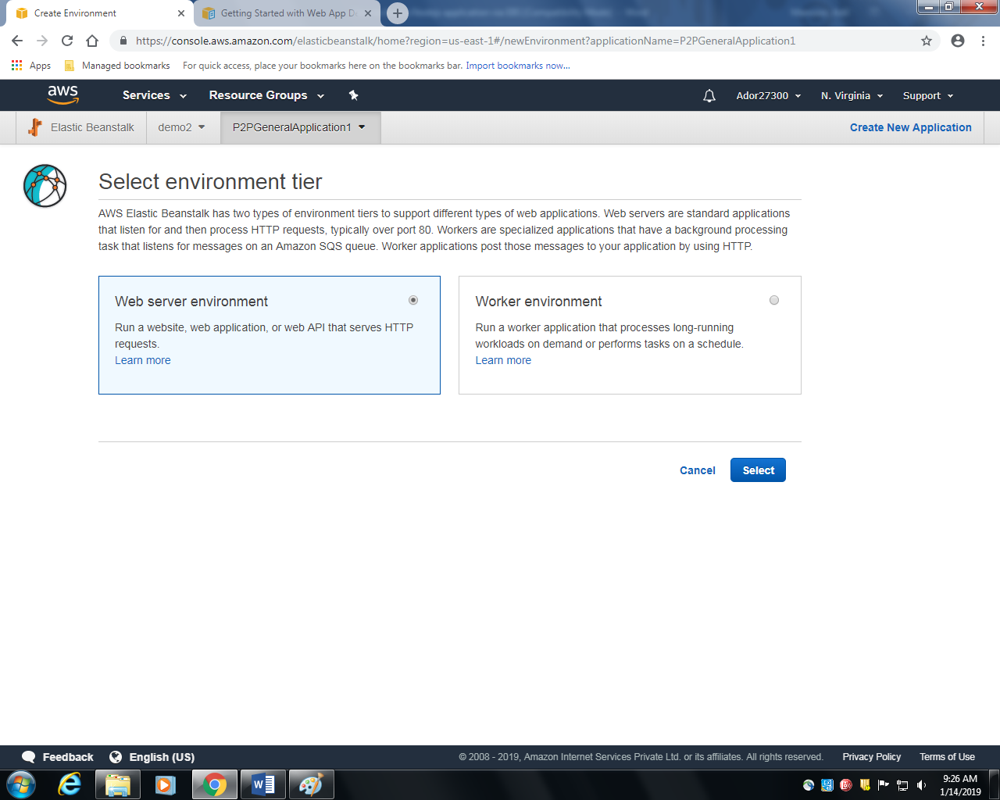 Create Environment
Getting Started with Web App D
https://console.aws.amazon.com/elasticbeanstalk/home?region=us-east-1#/newEnvironment?applicationName=P2PGeneralApplication1
Apps Managed bookmarks For quick access, place your bookmarks here on the bookmarks bar. Import bookmarks now...
aws Services Resource Groups Ador27300 N. Virginia Support
Elastic Beanstalk demo2 P2PGeneralApplication1 Create New Application
Select environment tier
AWS Elastic Beanstalk has two types of environment tiers to support different types of web applications. Web servers are standard applications
that listen for and then process HTTP requests, typically over port 80. Workers are specialized applications that have a background processing
task that listens for messages on an Amazon SQS queue. Worker applications post those messages to your application by using HTTP.
Web server environment
Run a website, web application, or web API that serves HTTP
requests.
Learn more
Worker environment
Run a worker application that processes long-running
workloads on demand or performs tasks on a schedule.
Learn more
Cancel Select
Feedback English (US) © 2008 - 2019, Amazon Internet Services Private Ltd. or its affiliates. All rights reserved. Privacy Policy Terms of Use
9:26 AM
1/14/2019